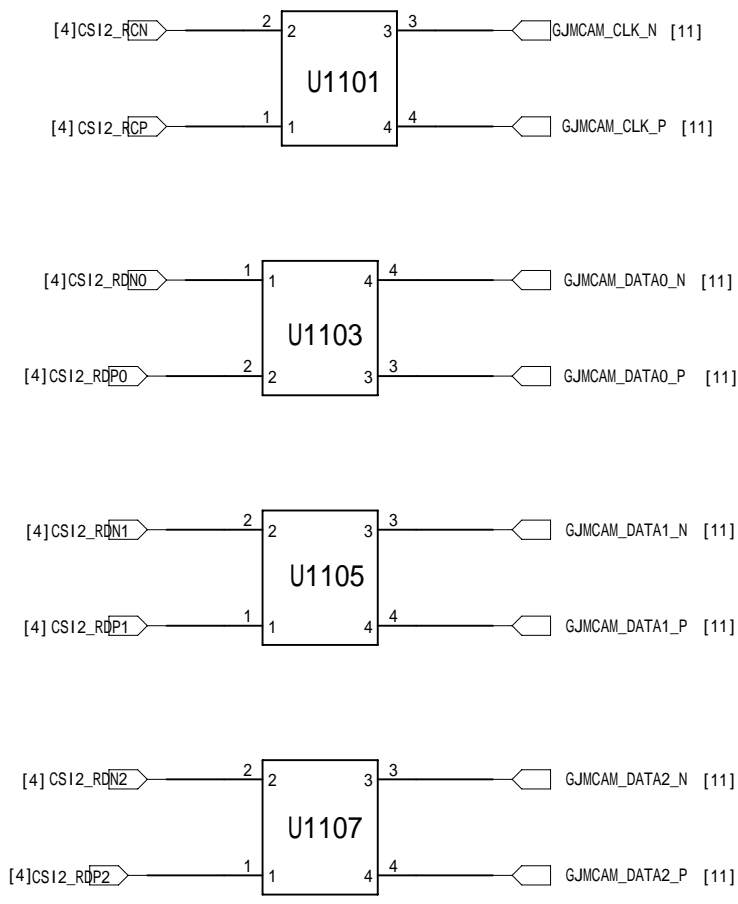 [4]CSI2_RCN 2 2 3 3 GJMCAM_CLK_N [11]
U1101
[4]CSI2_RCP 1 1 4 4 GJMCAM_CLK_P [11]
[4]CSI2_RDN0 1 1 4 4 GJMCAM_DATA0_N [11]
U1103
[4]CSI2_RDP0 2 2 3 3 GJMCAM_DATA0_P [11]
[4]CSI2_RDN1 2 2 3 3 GJMCAM_DATA1_N [11]
U1105
[4]CSI2_RDP1 1 1 4 4 GJMCAM_DATA1_P [11]
[4]CSI2_RDN2 2 2 3 3 GJMCAM_DATA2_N [11]
U1107
[4]CSI2_RDP2 1 1 4 4 GJMCAM_DATA2_P [11]